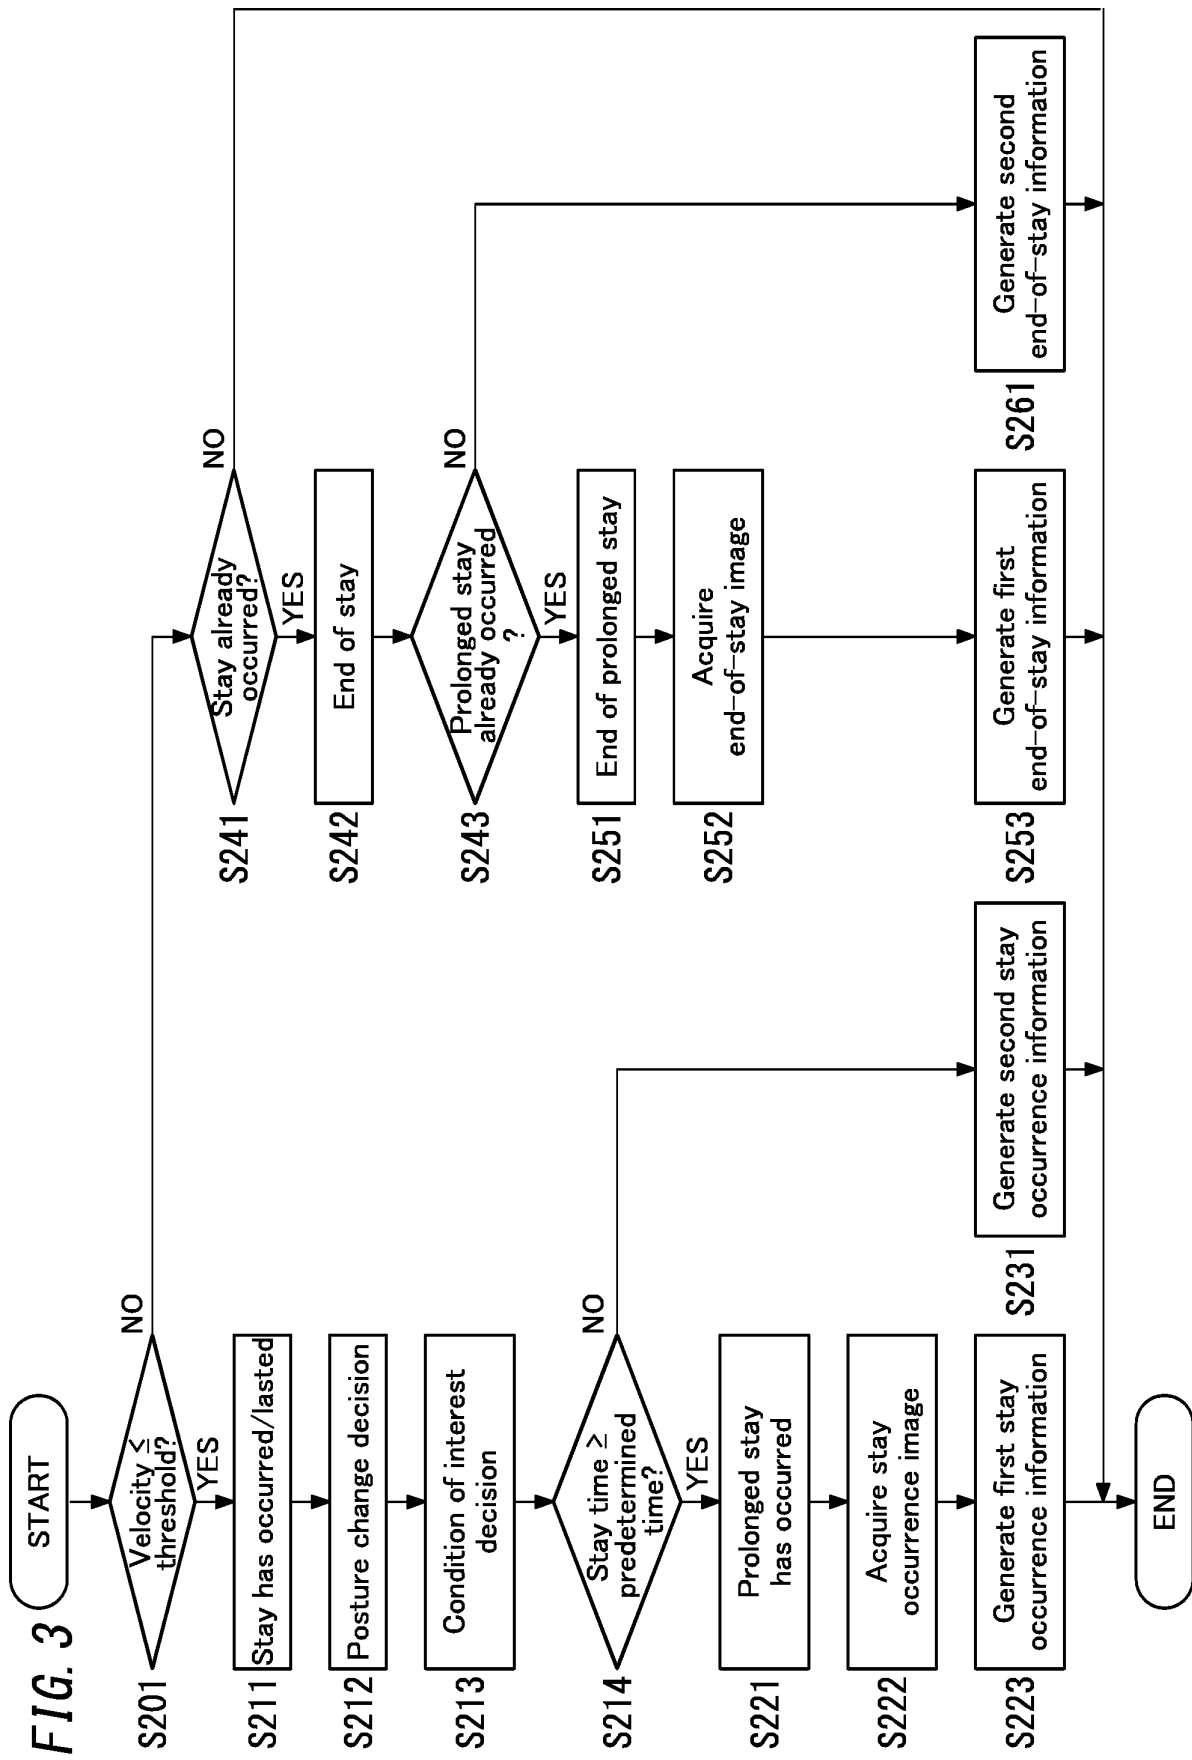 FIG. 3
START
S201
Velocity ≤
threshold?
NO
YES
S211
Stay has occurred/lasted
S212
Posture change decision
S213
Condition of interest
decision
S214
Stay time ≥
predetermined
time?
NO
YES
S221
Prolonged stay
has occurred
S222
Acquire stay
occurrence image
S223
Generate first stay
occurrence information
S231
Generate second stay
occurrence information
S241
Stay already
occurred?
NO
YES
S242
End of stay
S243
Prolonged stay
already occurred
?
NO
YES
S251
End of prolonged stay
S252
Acquire
end-of-stay image
S253
Generate first
end-of-stay information
S261
Generate second
end-of-stay information
END